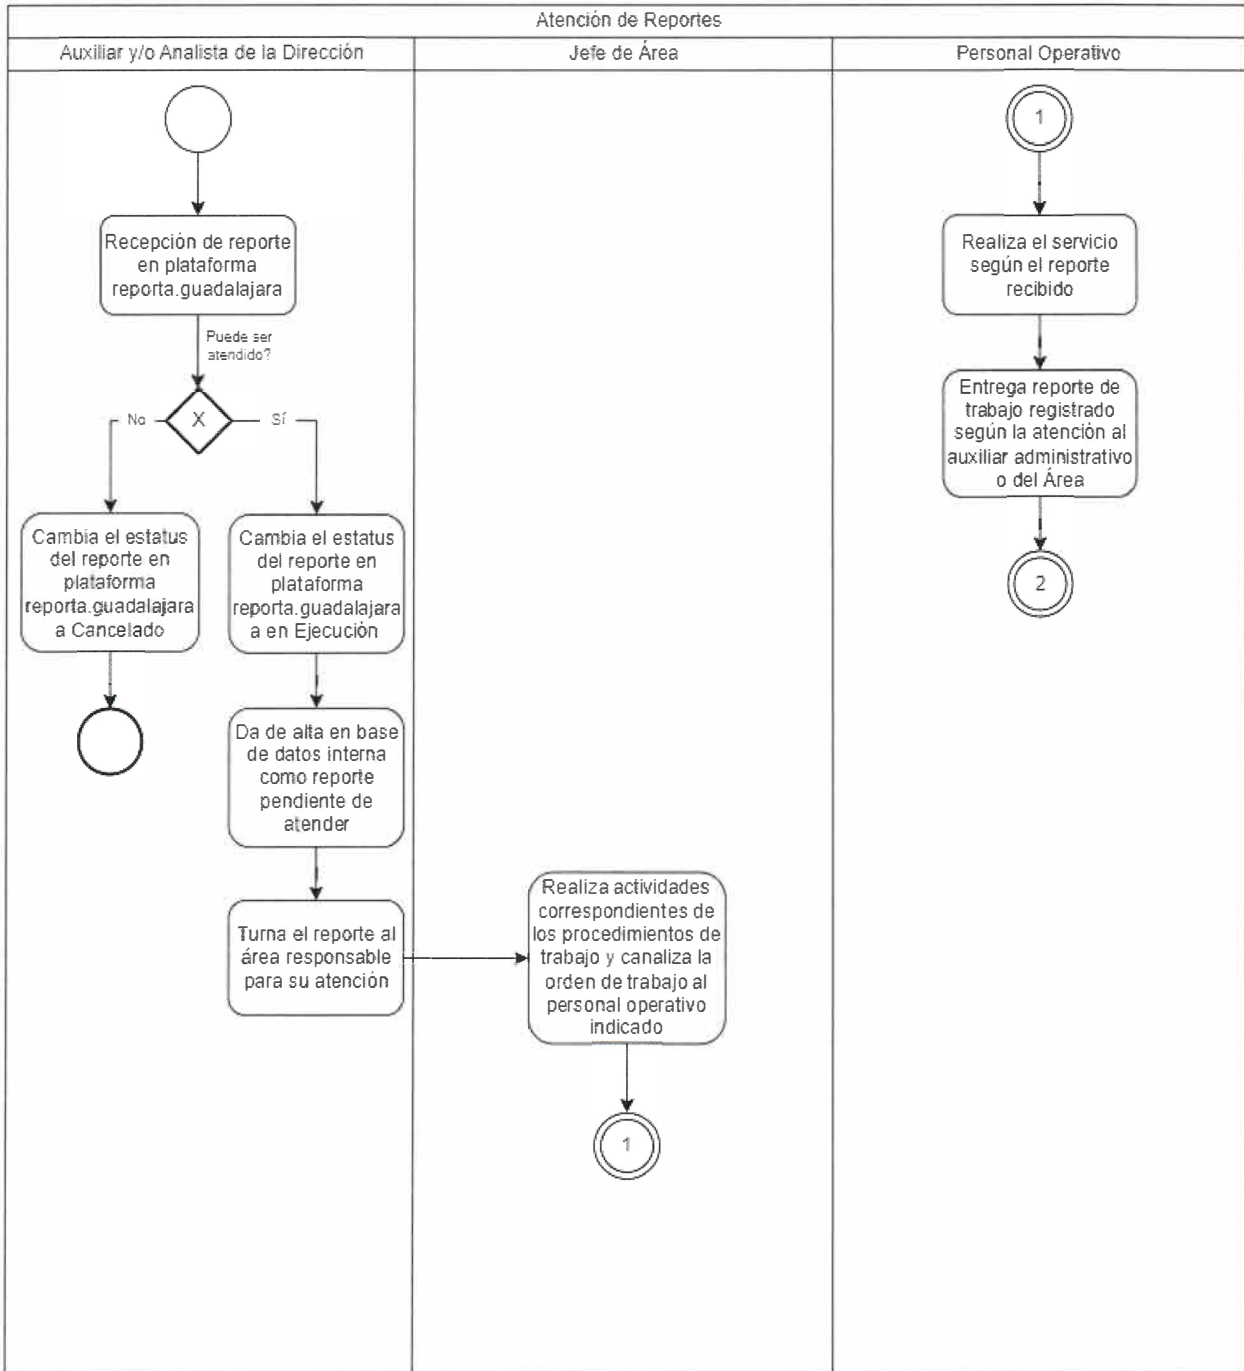 Atención de Reportes
Auxiliar y/o Analista de la Dirección
Jefe de Área
Personal Operativo
Recepción de reporte
en plataforma
reporta.guadalajara
Puede ser
atendido?
No
X
Sí
Cambia el estatus
del reporte en
plataforma
reporta.guadalajara
a Cancelado
Cambia el estatus
del reporte en
plataforma
reporta.guadalajara
a en Ejecución
Da de alta en base
de datos interna
como reporte
pendiente de
atender
Turna el reporte al
área responsable
para su atención
Realiza actividades
correspondientes de
los procedimientos de
trabajo y canaliza la
orden de trabajo al
personal operativo
indicado
1
1
Realiza el servicio
según el reporte
recibido
Entrega reporte de
trabajo registrado
según la atención al
auxiliar administrativo
o del Área
2